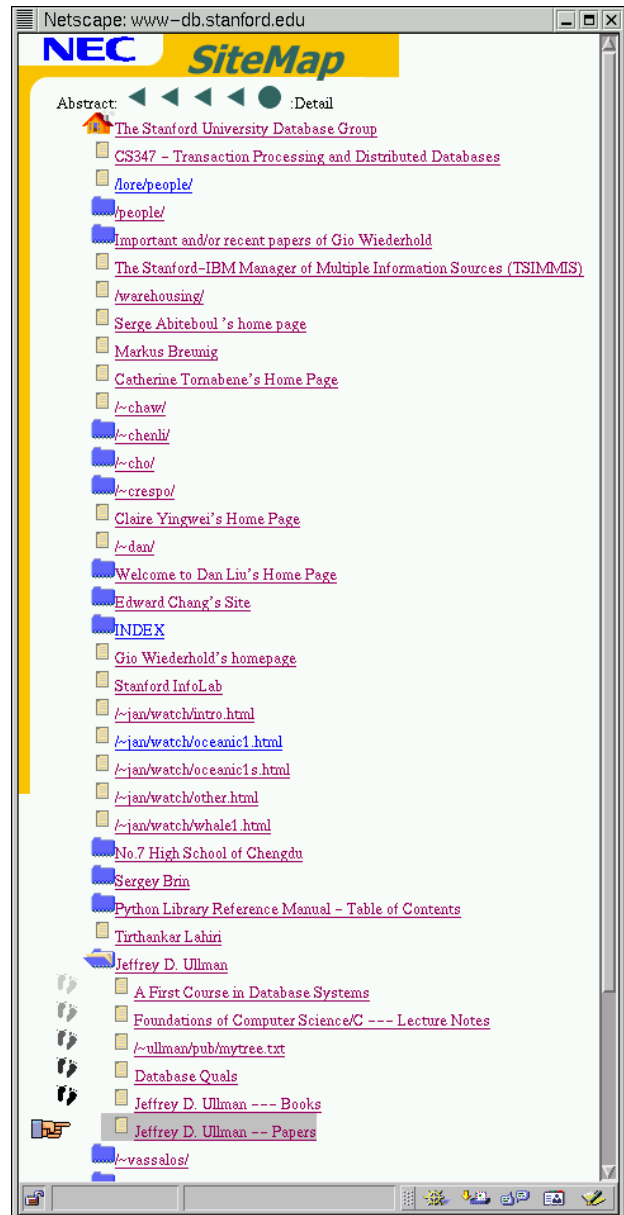 Netscape: www-db.stanford.edu
NEC SiteMap
Abstract: :Detail
The Stanford University Database Group
CS347 - Transaction Processing and Distributed Databases
/lore/people/
/people/
Important and/or recent papers of Gio Wiederhold
The Stanford-IBM Manager of Multiple Information Sources (TSIMMIS)
/warehousing/
Serge Abiteboul 's home page
Markus Breunig
Catherine Tornabene's Home Page
/~chaw/
/~chenli/
/~cho/
/~crespo/
Claire Yingwei's Home Page
/~dan/
Welcome to Dan Liu's Home Page
Edward Chang's Site
INDEX
Gio Wiederhold's homepage
Stanford InfoLab
/~jan/watch/intro.html
/~jan/watch/oceanic1.html
/~jan/watch/oceanic1s.html
/~jan/watch/other.html
/~jan/watch/whale1.html
No.7 High School of Chengdu
Sergey Brin
Python Library Reference Manual - Table of Contents
Tirthankar Lahiri
Jeffrey D. Ullman
A First Course in Database Systems
Foundations of Computer Science/C --- Lecture Notes
/~ullman/pub/mytree.txt
Database Quals
Jeffrey D. Ullman --- Books
Jeffrey D. Ullman -- Papers
/~vassalos/